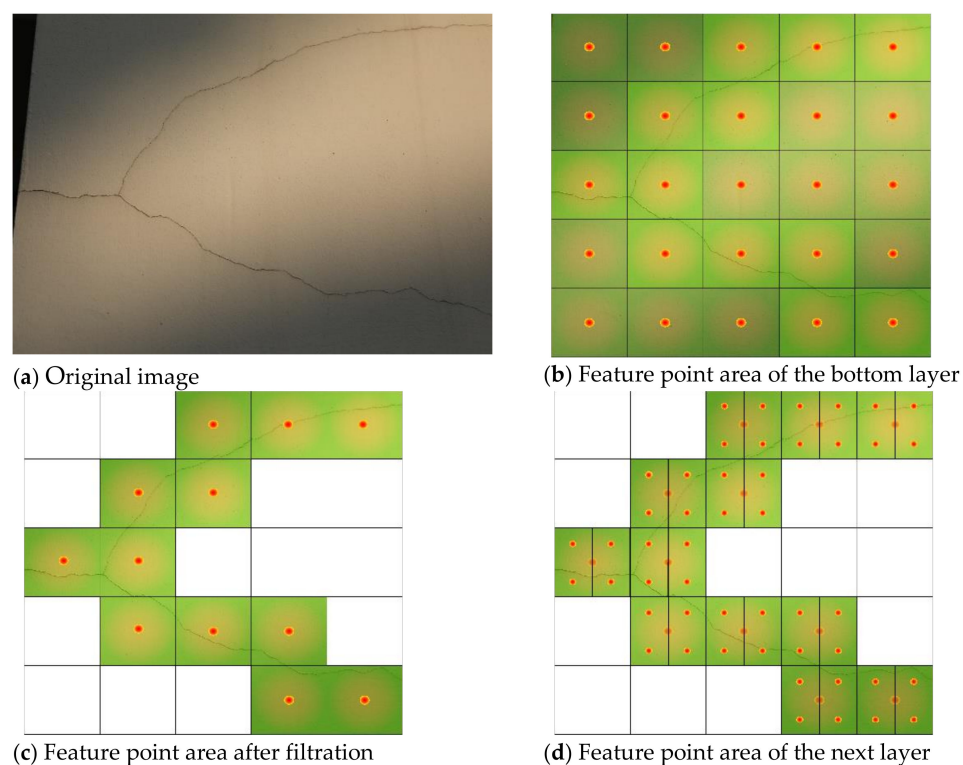 (a) Original image
(b) Feature point area of the bottom layer
(c) Feature point area after filtration
(d) Feature point area of the next layer